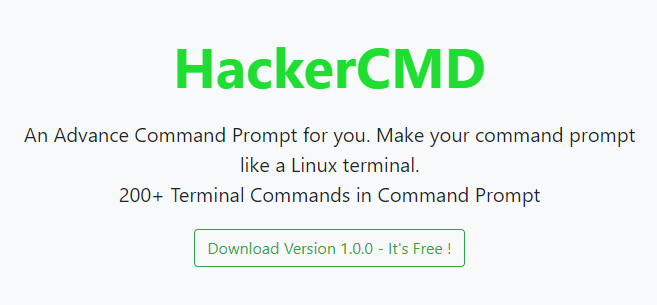 HackerCMD
An Advance Command Prompt for you. Make your command prompt
like a Linux terminal.
200+ Terminal Commands in Command Prompt
Download Version 1.0.0 - It's Free !